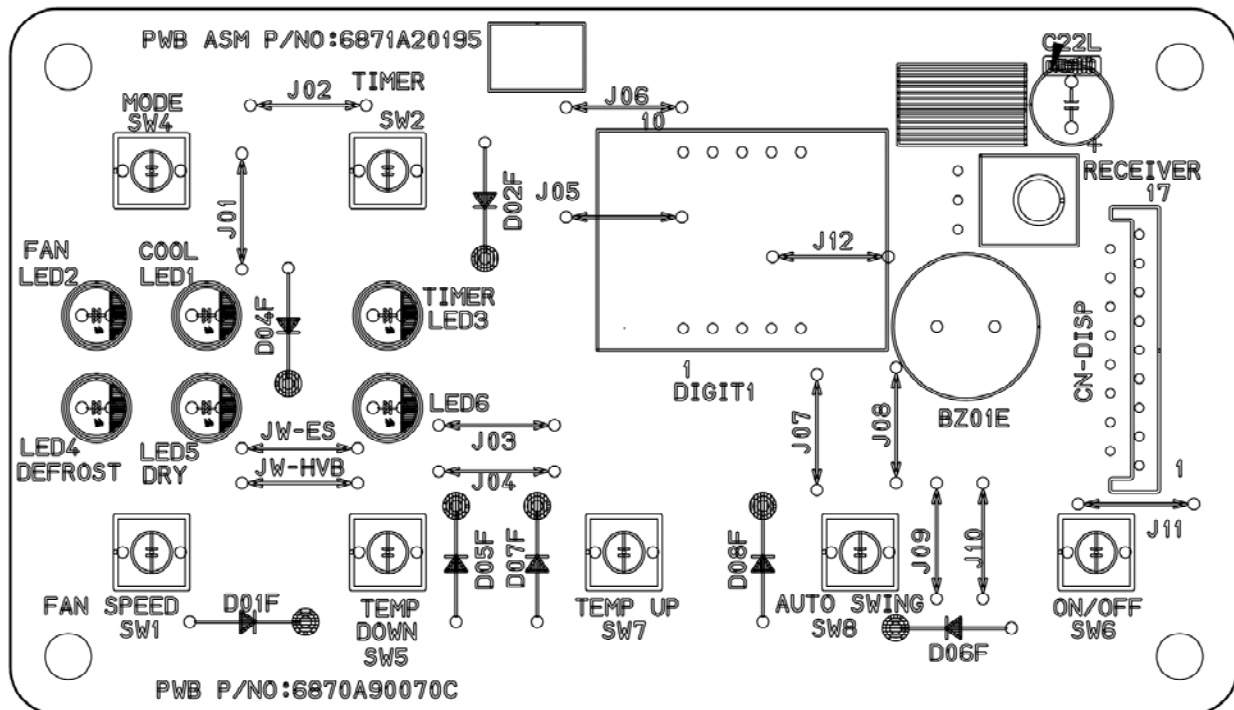 PWB ASM P/NO:6871A20195
C22L
TIMER
J02
J06
MODE
SW4
SW2
10
RECEIVER
17
D02F
J05
J01
J12
FAN
LED2
COOL
LED1
TIMER
LED3
D04F
CN-DISP
1
DIGIT1
LED6
BZ01E
J07
J08
LED4
DEFROST
LED5
DRY
JW-ES
JW-HVB
J03
J04
1
J11
D05F
D07F
D08F
J09
J10
FAN SPEED
SW1
D01F
TEMP
DOWN
SW5
TEMP UP
SW7
AUTO SWING
SW8
D06F
ON/OFF
SW6
PWB P/NO:6870A90070C